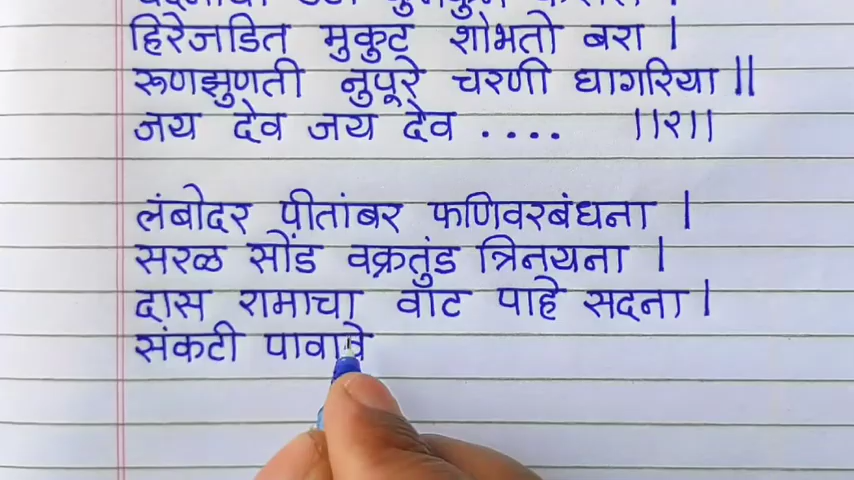 हिरेजडित मुकुट शोभतो बरा |
रूणझुणती नुपूरे चरणी घागरिया ||
जय देव जय देव .... ||२||
लंबोदर पीतांबर फणिवरबंधना |
सरळ सोंड वक्रतुंड त्रिनयना |
दास रामाचा वाट पाहे सदना |
संकटी पावावे